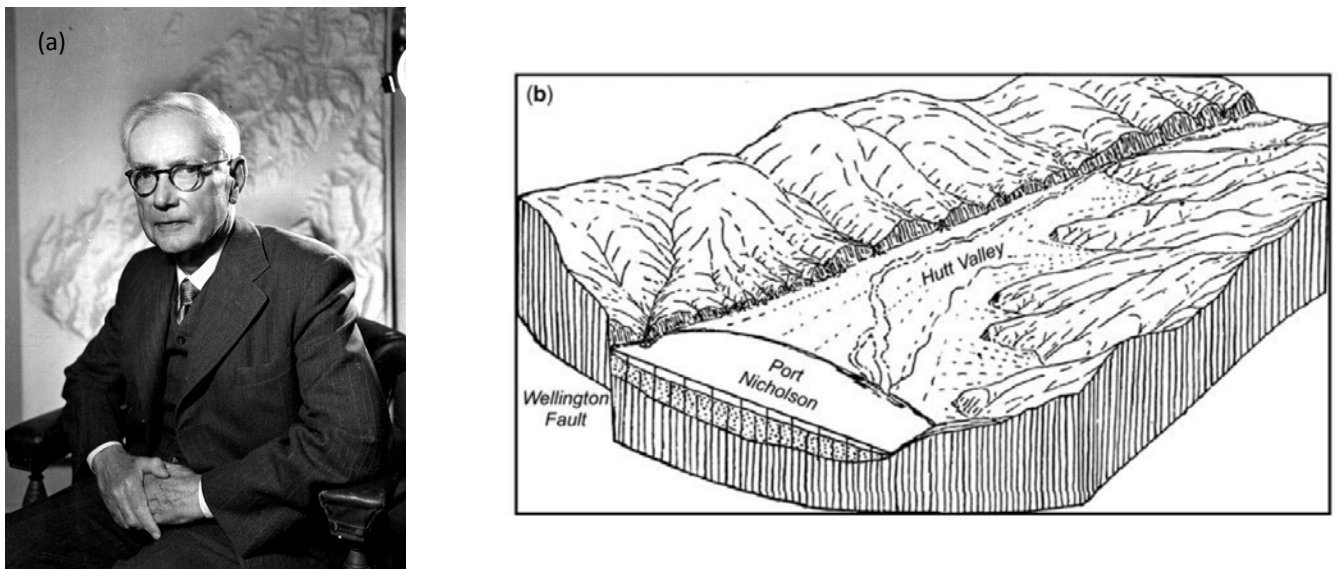 (a)
(b)
Hutt Valley
Port
Nicholson
Wellington
Fault